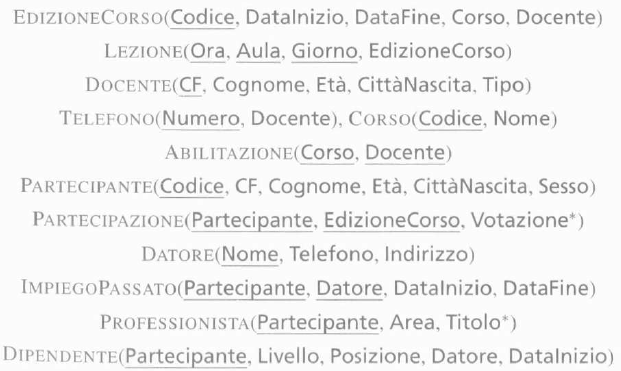 EDIZIONECORSO(Codice, DataInizio, DataFine, Corso, Docente)
LEZIONE(Ora, Aula, Giorno, EdizioneCorso)
DOCENTE(CF, Cognome, Età, CittàNascita, Tipo)
TELEFONO(Numero, Docente), CORSO(Codice, Nome)
ABILITAZIONE(Corso, Docente)
PARTECIPANTE(Codice, CF, Cognome, Età, CittàNascita, Sesso)
PARTECIPAZIONE(Partecipante, EdizioneCorso, Votazione*)
DATORE(Nome, Telefono, Indirizzo)
IMPIEGOPASSATO(Partecipante, Datore, DataInizio, DataFine)
PROFESSIONISTA(Partecipante, Area, Titolo*)
DIPENDENTE(Partecipante, Livello, Posizione, Datore, DataInizio)